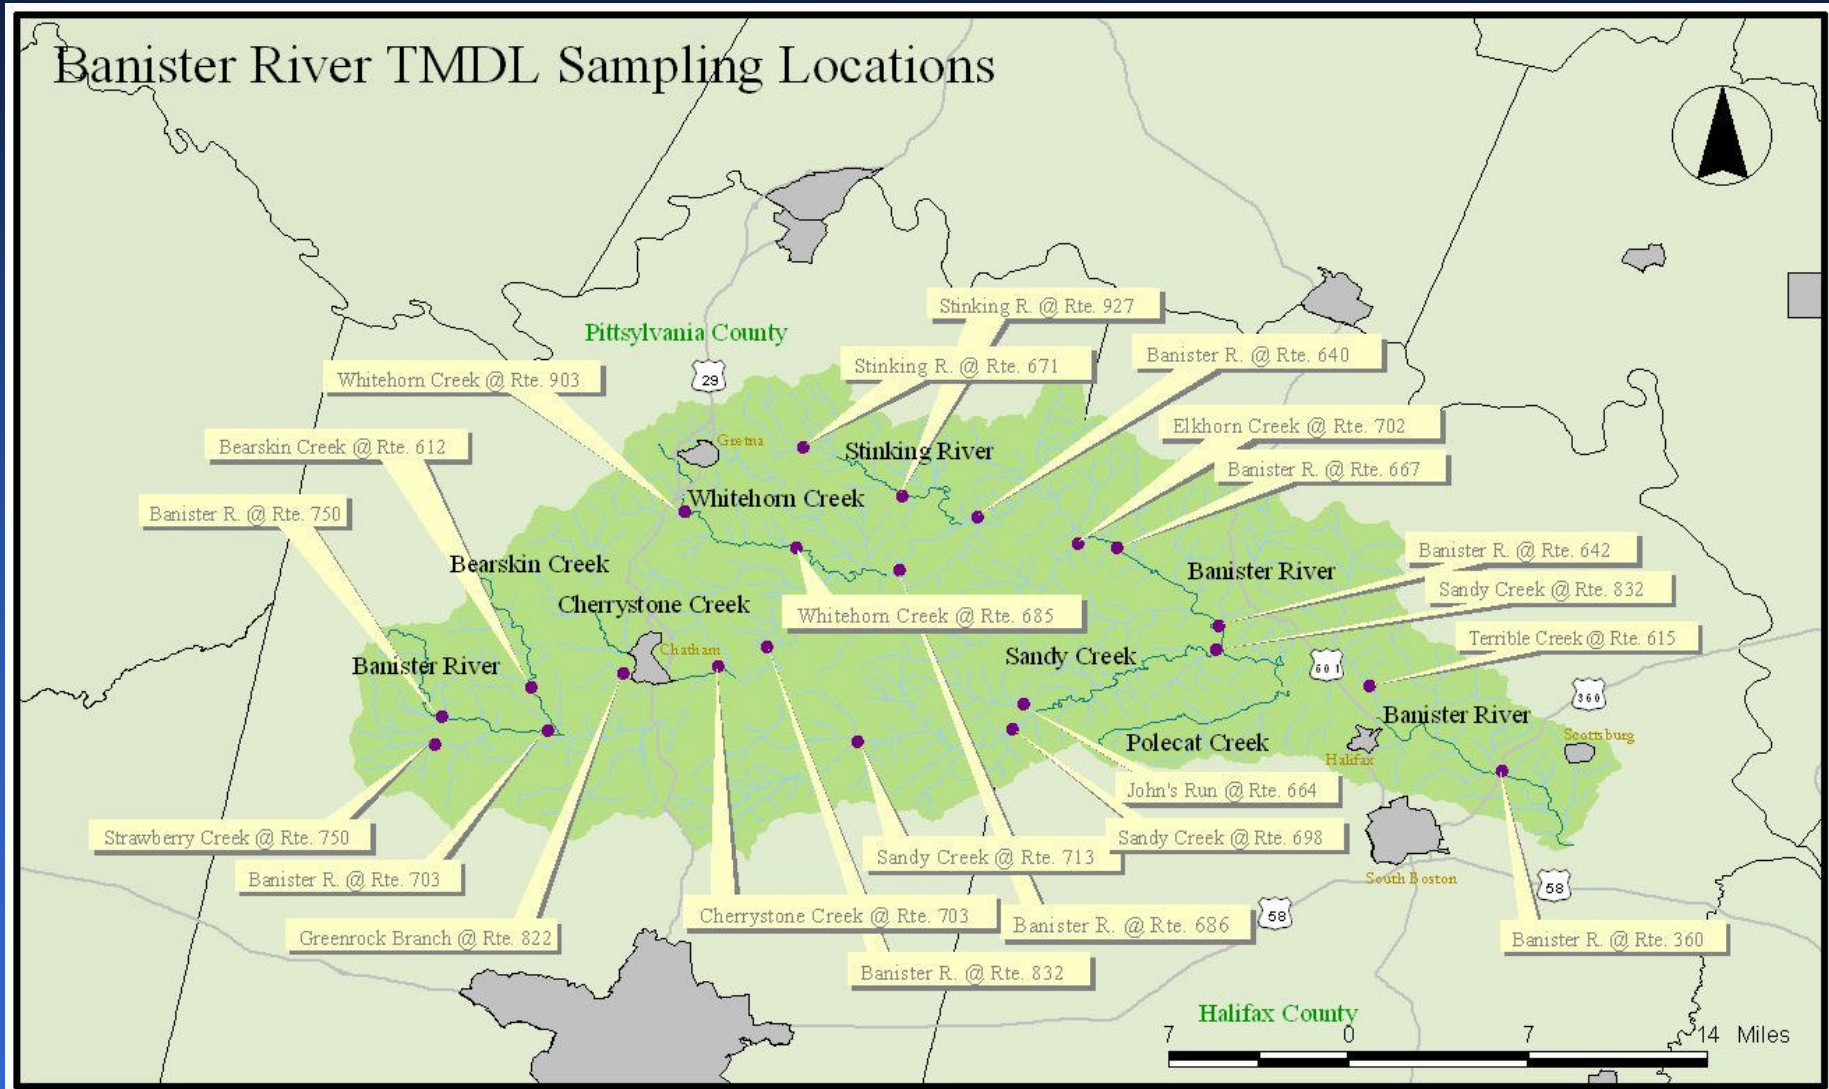 Banister River TMDL Sampling Locations
Stinking R. @ Rte. 927
Pittsylvania County
Banister R. @ Rte. 640
Stinking R. @ Rte. 671
Whitehorn Creek @ Rte. 903
29
Elkhorn Creek @ Rte. 702
Gretna
Bearskin Creek @ Rte. 612
Stinking River
Banister R. @ Rte. 667
Whitehorn Creek
Banister R. @ Rte. 750
Banister R. @ Rte. 642
Bearskin Creek
Banister River
Sandy Creek @ Rte. 832
Cherrystone Creek
Whitehorn Creek @ Rte. 685
Terrible Creek @ Rte. 615
Chatham
Sandy Creek
Banister River
501
360
Banister River
Scottsburg
Polecat Creek
Halifax
John's Run @ Rte. 664
Strawberry Creek @ Rte. 750
Sandy Creek @ Rte. 698
Sandy Creek @ Rte. 713
Banister R. @ Rte. 703
South Boston
58
Cherrystone Creek @ Rte. 703
58
Banister R. @ Rte. 686
Greenrock Branch @ Rte. 822
Banister R. @ Rte. 360
Banister R. @ Rte. 832
Halifax County
7 0 7 14 Miles